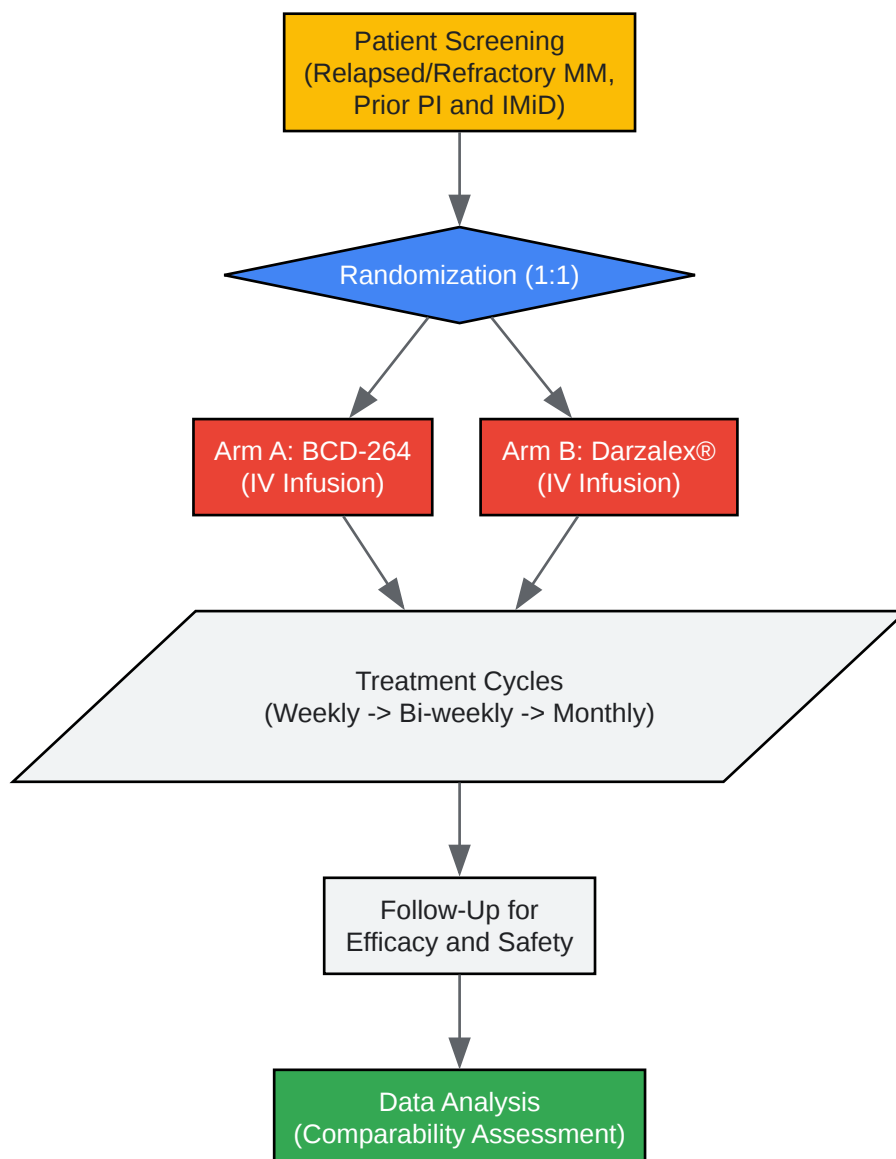 Patient Screening
(Relapsed/Refractory MM,
Prior PI and IMiD)
Randomization (1:1)
Arm A: BCD-264
(IV Infusion)
Arm B: Darzalex®
(IV Infusion)
Treatment Cycles
(Weekly -> Bi-weekly -> Monthly)
Follow-Up for
Efficacy and Safety
Data Analysis
(Comparability Assessment)